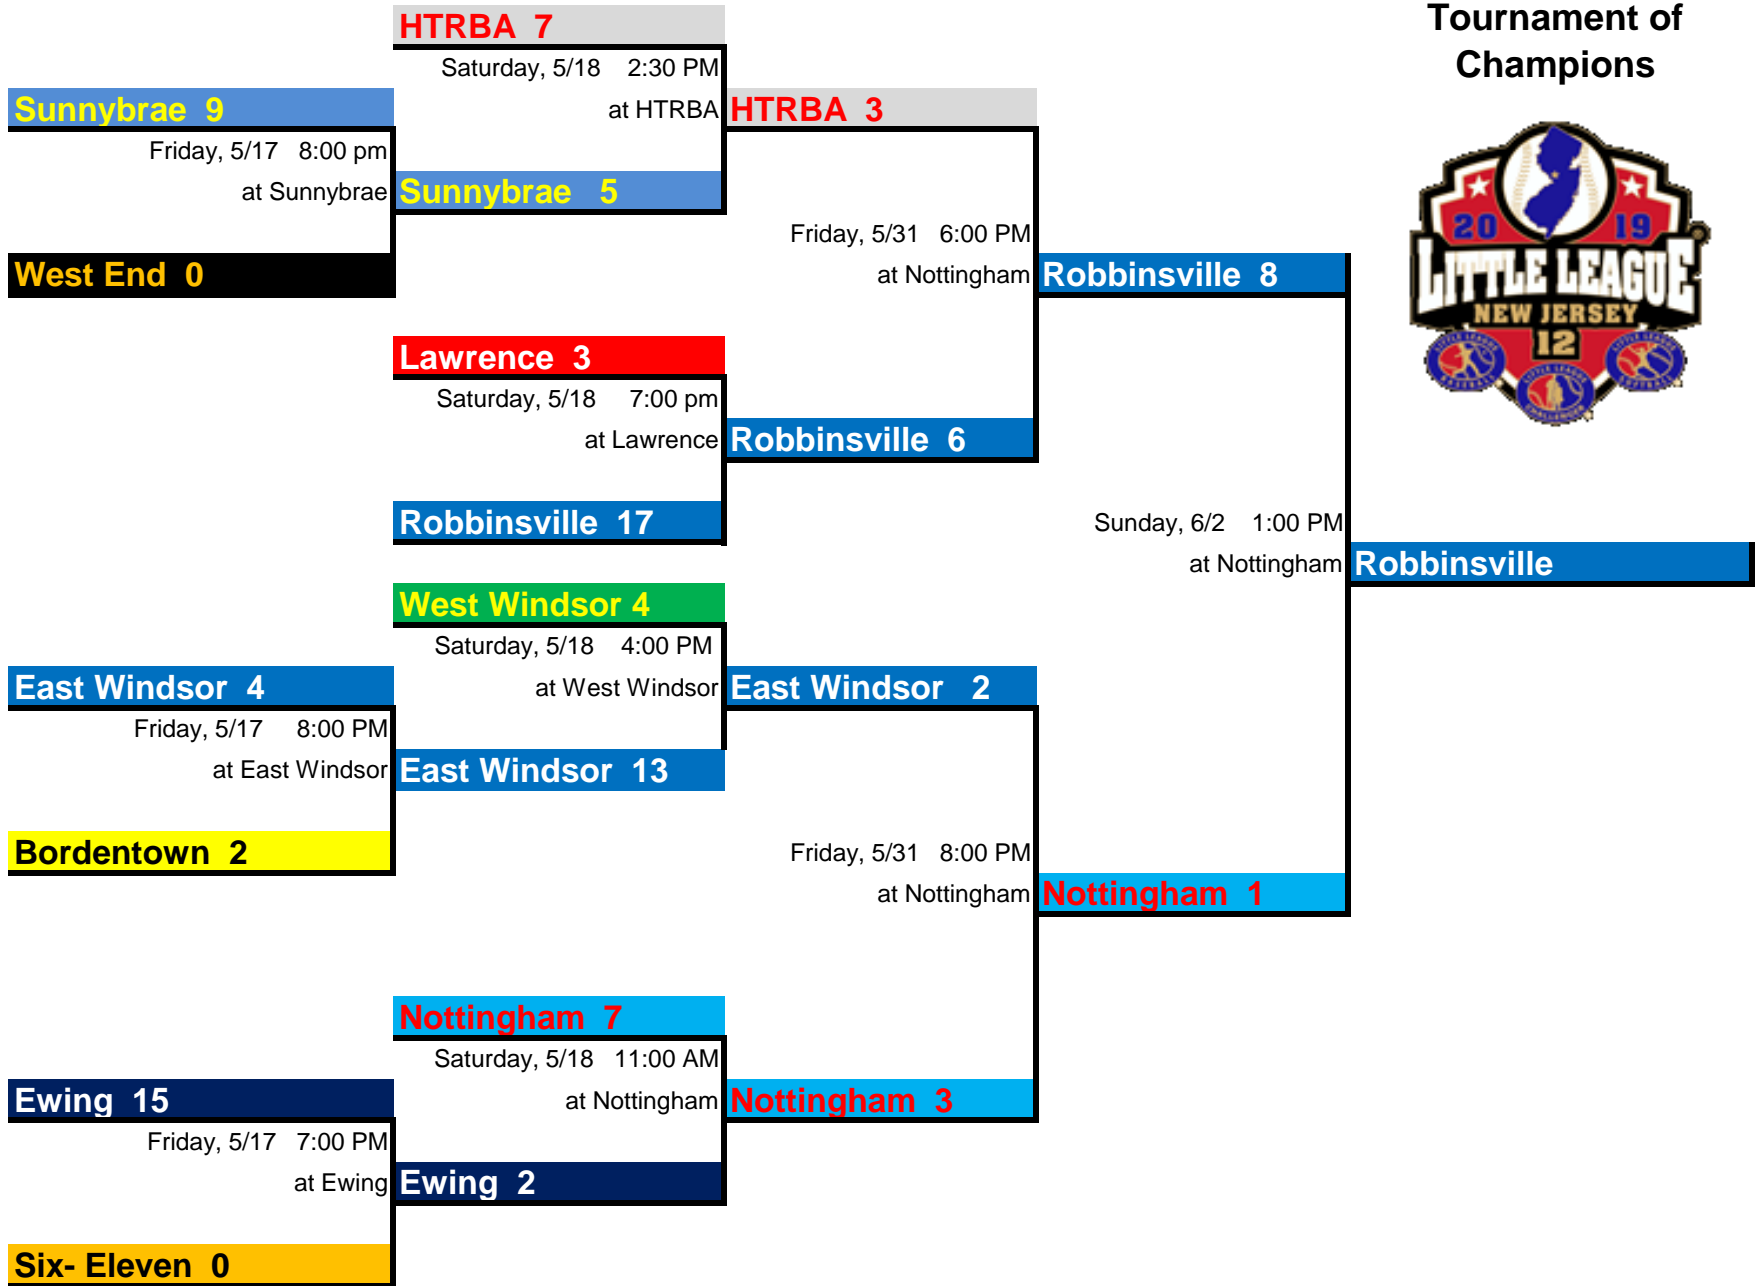 Tournament of
Champions
HTRBA 7
Saturday, 5/18 2:30 PM
at HTRBA
Sunnybrae 9
Friday, 5/17 8:00 pm
at Sunnybrae
Sunnybrae 5
West End 0
HTRBA 3
Friday, 5/31 6:00 PM
at Nottingham
Robbinsville 8
Lawrence 3
Saturday, 5/18 7:00 pm
at Lawrence
Robbinsville 6
Robbinsville 17
Sunday, 6/2 1:00 PM
at Nottingham
Robbinsville
West Windsor 4
Saturday, 5/18 4:00 PM
at West Windsor
East Windsor 4
Friday, 5/17 8:00 PM
at East Windsor
East Windsor 13
East Windsor 2
Bordentown 2
Friday, 5/31 8:00 PM
at Nottingham
Nottingham 1
Nottingham 7
Saturday, 5/18 11:00 AM
at Nottingham
Nottingham 3
Ewing 15
Friday, 5/17 7:00 PM
at Ewing
Ewing 2
Six- Eleven 0
20 19
LITTLE LEAGUE
NEW JERSEY
12